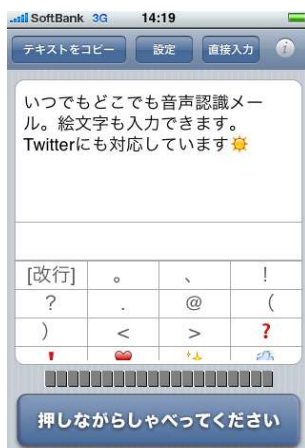 SoftBank 3G 14:19
テキストをコピー 設定 直接入力 i
いつでもどこでも音声認識メー
ル。絵文字も入力できます。
Twitterにも対応しています☀
[改行] 。 、 !
? . @ (
) < > ?
!
押しながらしゃべってください